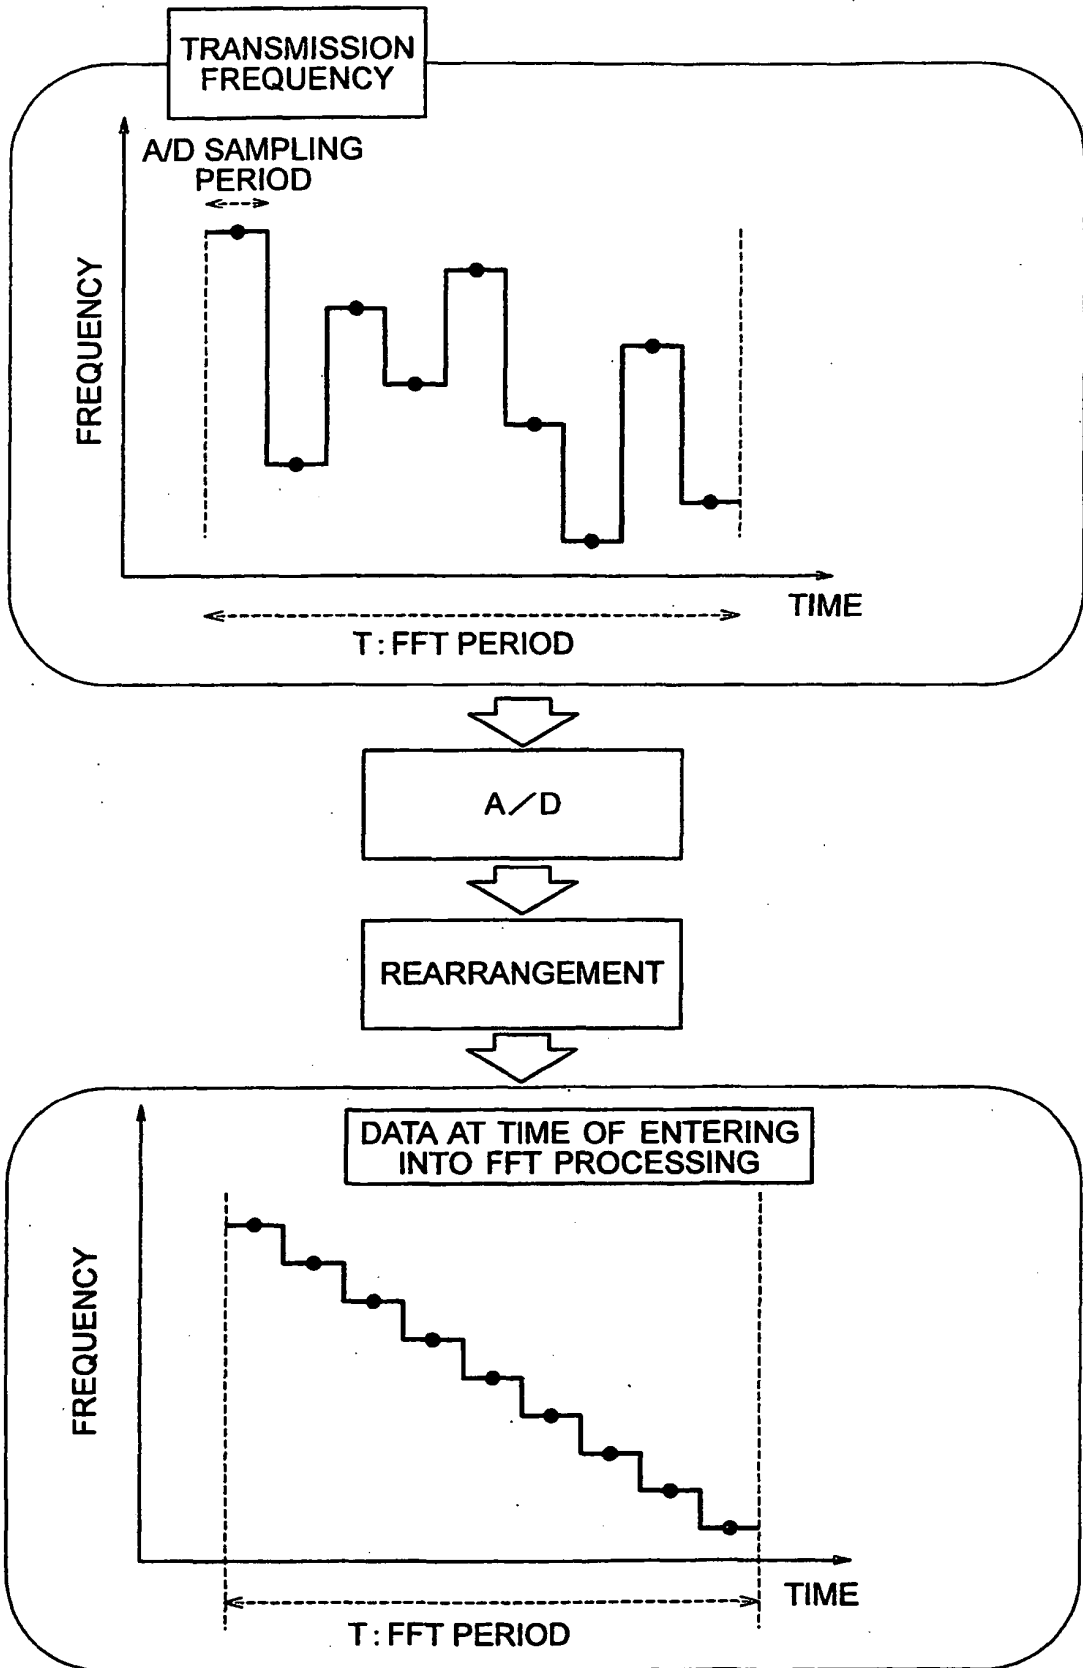 TRANSMISSION
FREQUENCY
A/D SAMPLING
PERIOD
FREQUENCY
TIME
T : FFT PERIOD
A/D
REARRANGEMENT
DATA AT TIME OF ENTERING
INTO FFT PROCESSING
FREQUENCY
TIME
T : FFT PERIOD